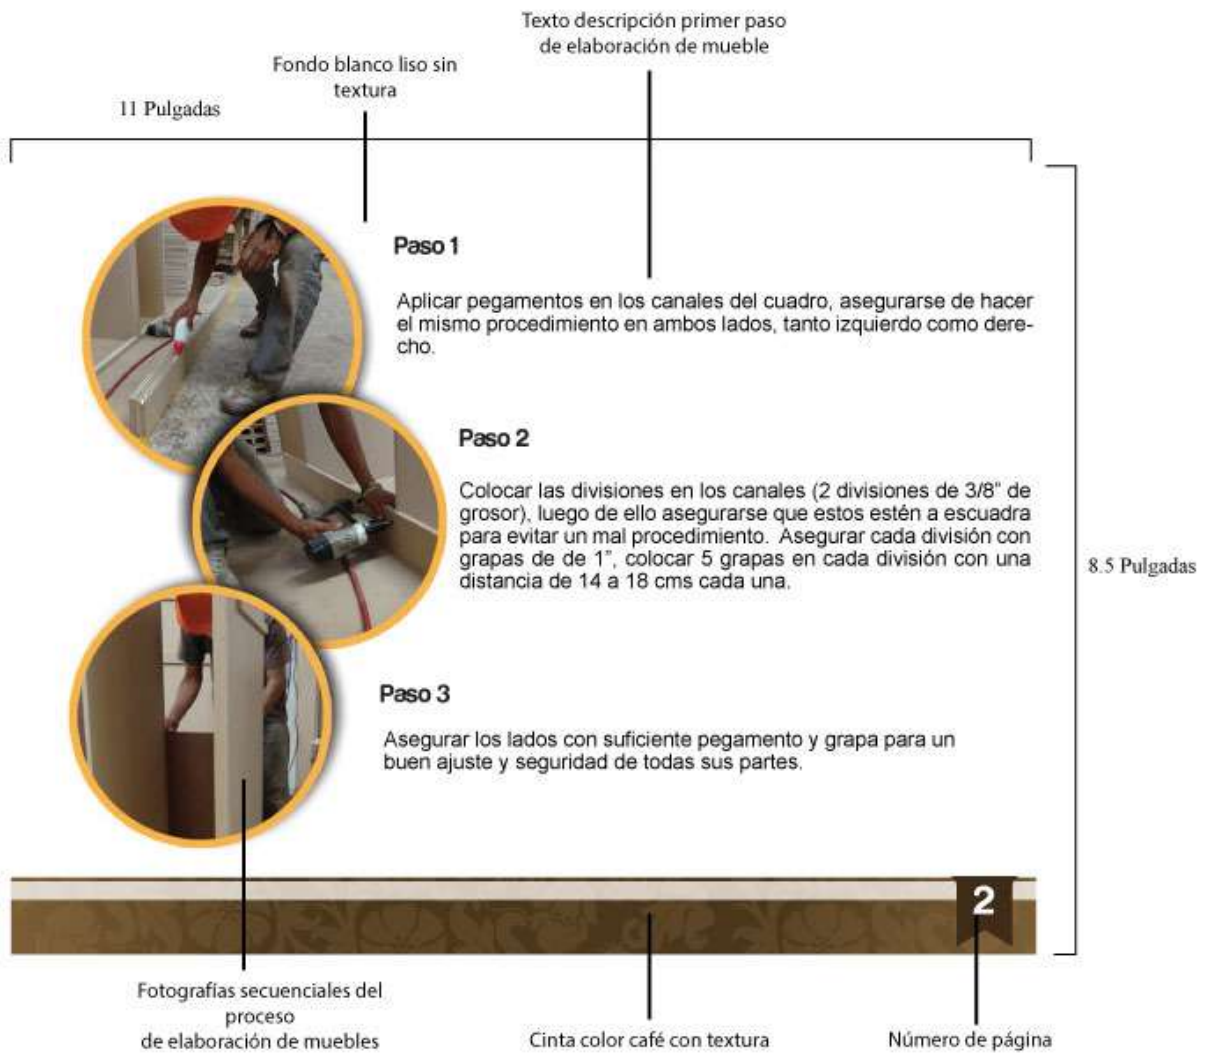 Texto descripción primer paso
de elaboración de mueble
Fondo blanco liso sin
textura
11 Pulgadas
Paso 1
Aplicar pegamentos en los canales del cuadro, asegurarse de hacer
el mismo procedimiento en ambos lados, tanto izquierdo como dere-
cho.
Paso 2
Colocar las divisiones en los canales (2 divisiones de 3/8" de
grosor), luego de ello asegurarse que estos estén a escuadra
para evitar un mal procedimiento. Asegurar cada división con
grapas de de 1", colocar 5 grapas en cada división con una
distancia de 14 a 18 cms cada una.
8.5 Pulgadas
Paso 3
Asegurar los lados con suficiente pegamento y grapa para un
buen ajuste y seguridad de todas sus partes.
2
Fotografías secuenciales del
proceso
de elaboración de muebles
Cinta color café con textura
Número de página